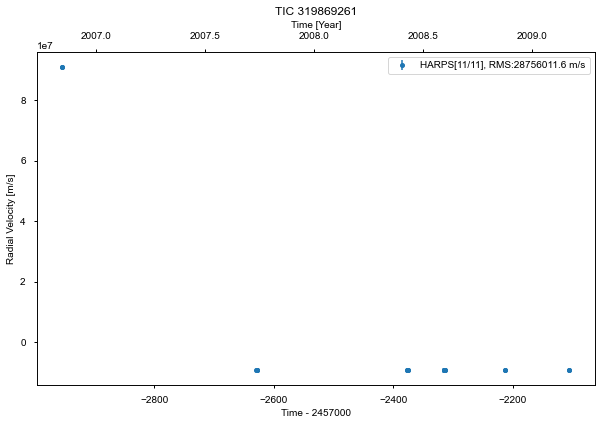 TIC 319869261
Time [Year]
2007.0 2007.5 2008.0 2008.5 2009.0
1e7
HARPS[11/11], RMS:28756011.6 m/s
8
6
4
2
0
Radial Velocity [m/s]
−2800 −2600 −2400 −2200
Time - 2457000